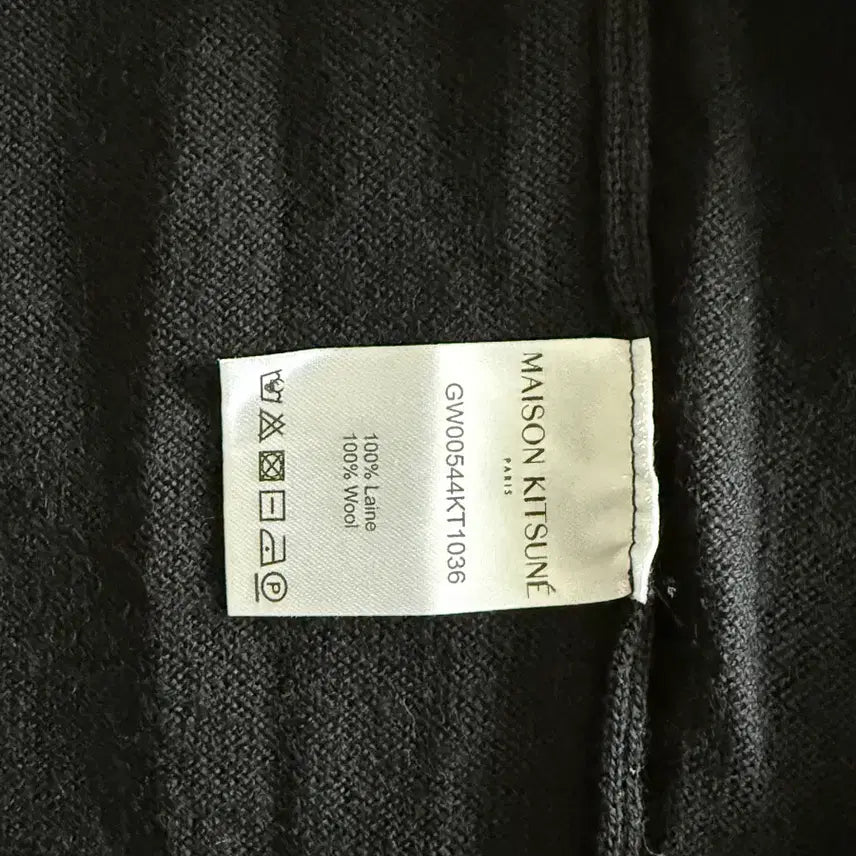 MAISON KITSUNÉ
PARIS
GW00544KT1036
100% Laine
100% Wool
P